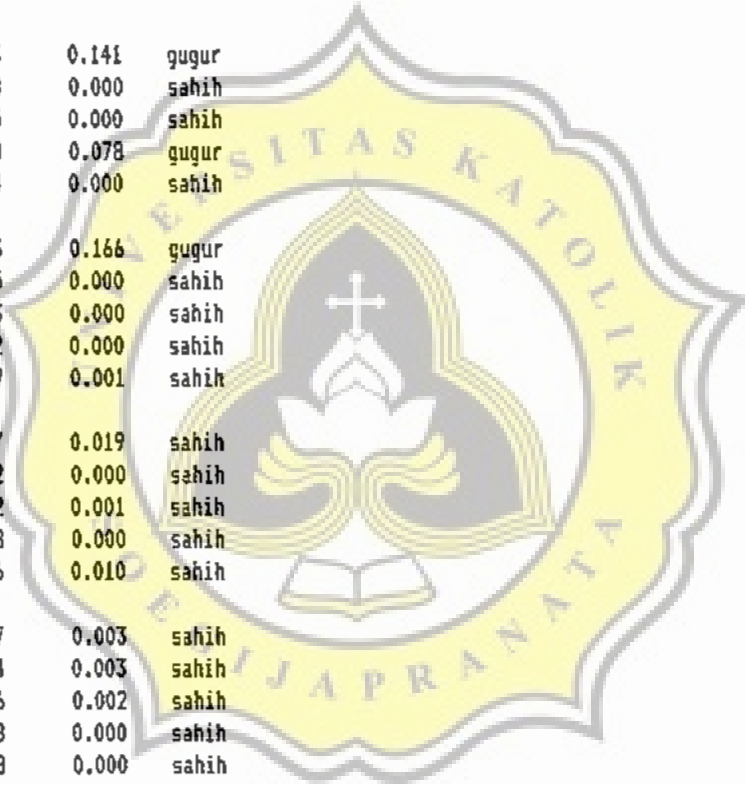 0.141 gugur
0.000 sahih
0.000 sahih
0.078 gugur
0.000 sahih
0.166 gugur
0.000 sahih
0.000 sahih
0.000 sahih
0.001 sahih
0.019 sahih
0.000 sahih
0.001 sahih
0.000 sahih
0.010 sahih
0.003 sahih
0.003 sahih
0.002 sahih
0.000 sahih
0.000 sahih
UNIVERSITAS KATOLIK
SOEGIJAPRANATA